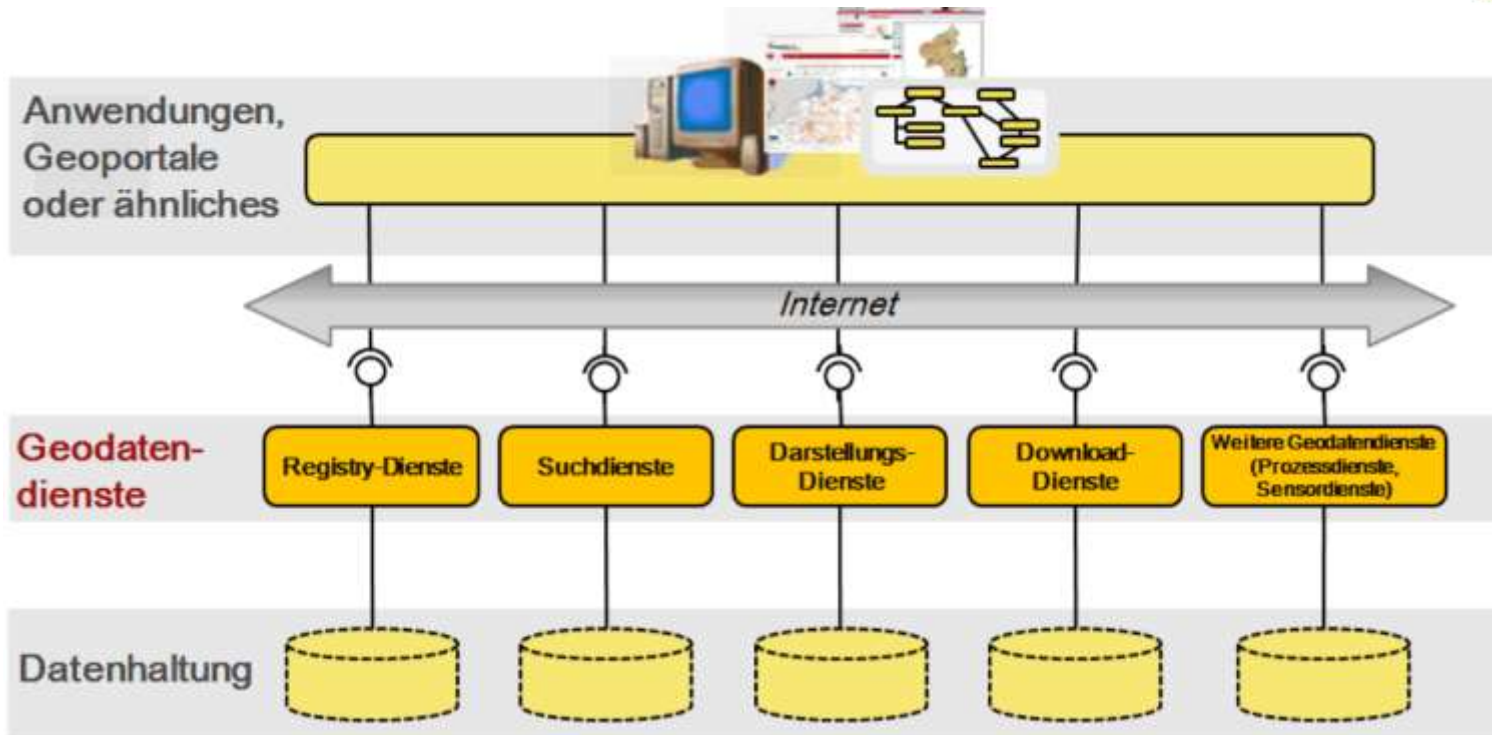 Anwendungen,
Geoportale
oder ähnliches
Internet
Geodaten-
dienste
Registry-Dienste
Suchdienste
Darstellungs-
Dienste
Download-
Dienste
Weitere Geodatendienste
(Prozessdienste,
Sensordienste)
Datenhaltung